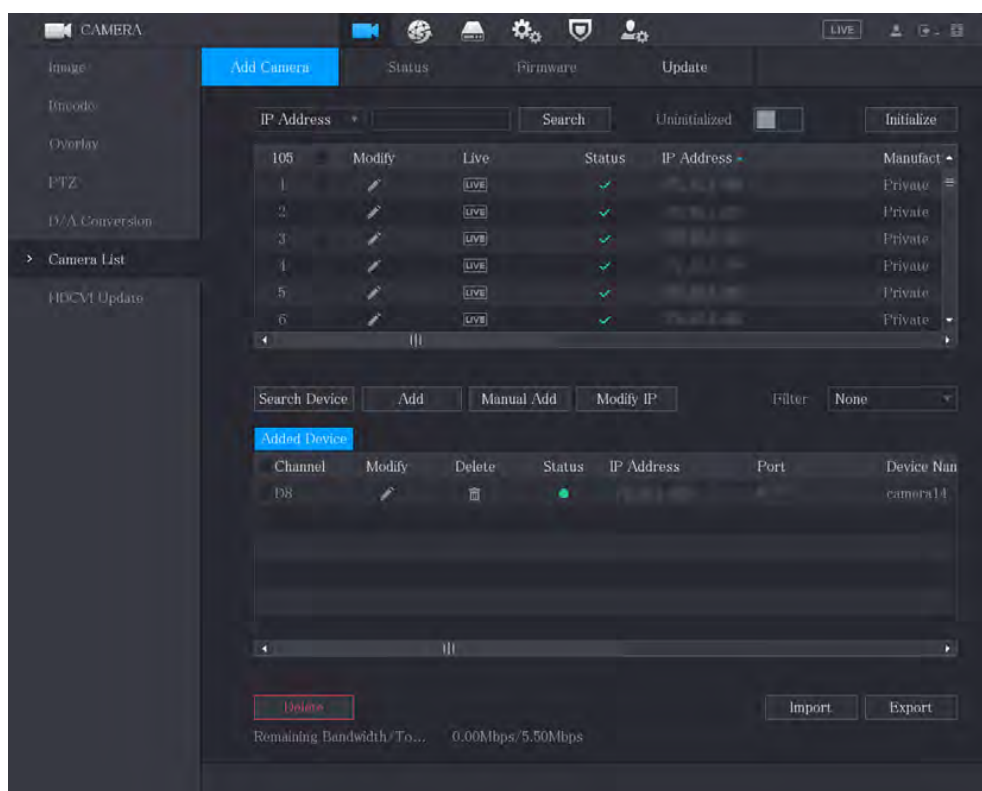 CAMERA LIVE
Image
Encode
Overlay
PTZ
D/A Conversion
Camera List
HDCVI Update
Add Camera Status Firmware Update
IP Address Search Uninitialized Initialize
105 Modify Live Status IP Address Manufact
1 LIVE Private
2 LIVE Private
3 LIVE Private
4 LIVE Private
5 LIVE Private
6 LIVE Private
Search Device Add Manual Add Modify IP Filter None
Added Device
Channel Modify Delete Status IP Address Port Device Nan
D8 camera14
Delete Import Export
Remaining Bandwidth/To... 0.00Mbps/5.50Mbps